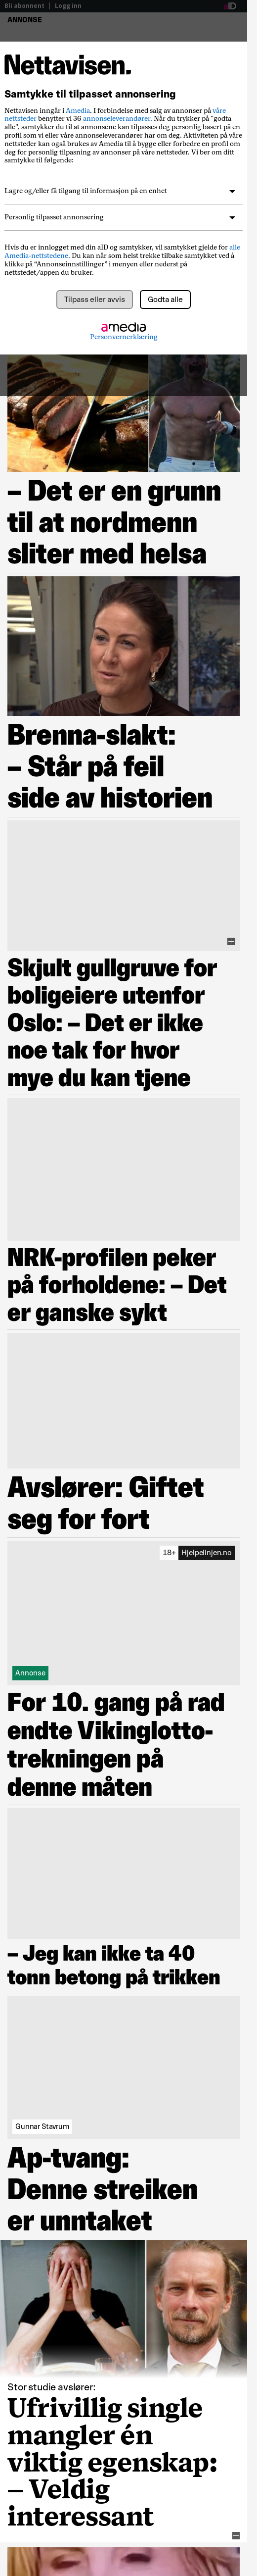 Bli abonnent | Logg inn aID
ANNONSE
Nettavisen.
Samtykke til tilpasset annonsering
Nettavisen inngår i Amedia. I forbindelse med salg av annonser på våre
nettsteder benytter vi 36 annonseleverandører. Når du trykker på "godta
alle", samtykker du til at annonsene kan tilpasses deg personlig basert på en
profil som vi eller våre annonseleverandører har om deg. Aktiviteten på våre
nettsteder kan også brukes av Amedia til å bygge eller forbedre en profil om
deg for personlig tilpasning av annonser på våre nettsteder. Vi ber om ditt
samtykke til følgende:
Lagre og/eller få tilgang til informasjon på en enhet
Personlig tilpasset annonsering
Hvis du er innlogget med din aID og samtykker, vil samtykket gjelde for alle
Amedia-nettstedene. Du kan når som helst trekke tilbake samtykket ved å
klikke på “Annonseinnstillinger” i menyen eller nederst på
nettstedet/appen du bruker.
Tilpass eller avvis Godta alle
amedia
Personvernerklæring
– Det er en grunn
til at nordmenn
sliter med helsa
Brenna-slakt:
– Står på feil
side av historien
Skjult gullgruve for
boligeiere utenfor
Oslo: – Det er ikke
noe tak for hvor
mye du kan tjene
NRK-profilen peker
på forholdene: – Det
er ganske sykt
Avslører: Giftet
seg for fort
18+ Hjelpelinjen.no
Annonse
For 10. gang på rad
endte Vikinglotto-
trekningen på
denne måten
– Jeg kan ikke ta 40
tonn betong på trikken
Gunnar Stavrum
Ap-tvang:
Denne streiken
er unntaket
Stor studie avslører:
Ufrivillig single
mangler én
viktig egenskap:
– Veldig
interessant